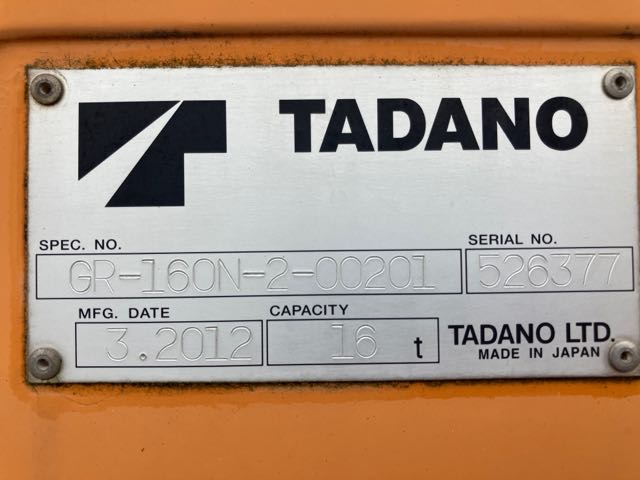 TADANO
SPEC. NO.
GR-160N-2-00201
SERIAL NO.
526377
MFG. DATE
3.2012
CAPACITY
16 t
TADANO LTD.
MADE IN JAPAN